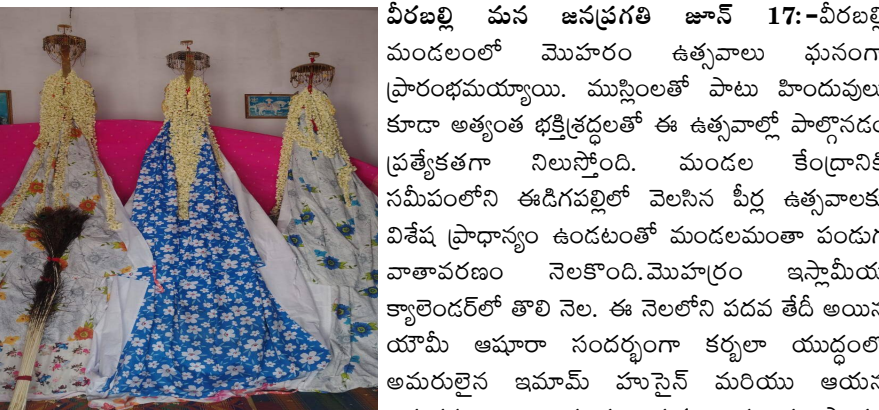 వీరబల్లి మన జనప్రగతి జూన్ 17:-వీరబల్లి
మండలంలో మొహరం ఉత్సవాలు ఘనంగా
ప్రారంభమయ్యాయి. ముస్లింలతో పాటు హిందువులు
కూడా అత్యంత భక్తిశ్రద్ధలతో ఈ ఉత్సవాల్లో పాల్గొనడం
ప్రత్యేకతగా నిలుస్తోంది. మండల కేంద్రానికి
సమీపంలోని ఈడిగపల్లిలో వెలసిన పీర్ల ఉత్సవాలకు
విశేష ప్రాధాన్యం ఉండటంతో మండలమంతా పండుగ
వాతావరణం నెలకొంది.మొహర్రం ఇస్లామీయ
క్యాలెండర్‌లో తొలి నెల. ఈ నెలలోని పదవ తేదీ అయిన
యౌమీ ఆషూరా సందర్భంగా కర్బలా యుద్ధంలో
అమరులైన ఇమామ్ హుసైన్ మరియు ఆయన